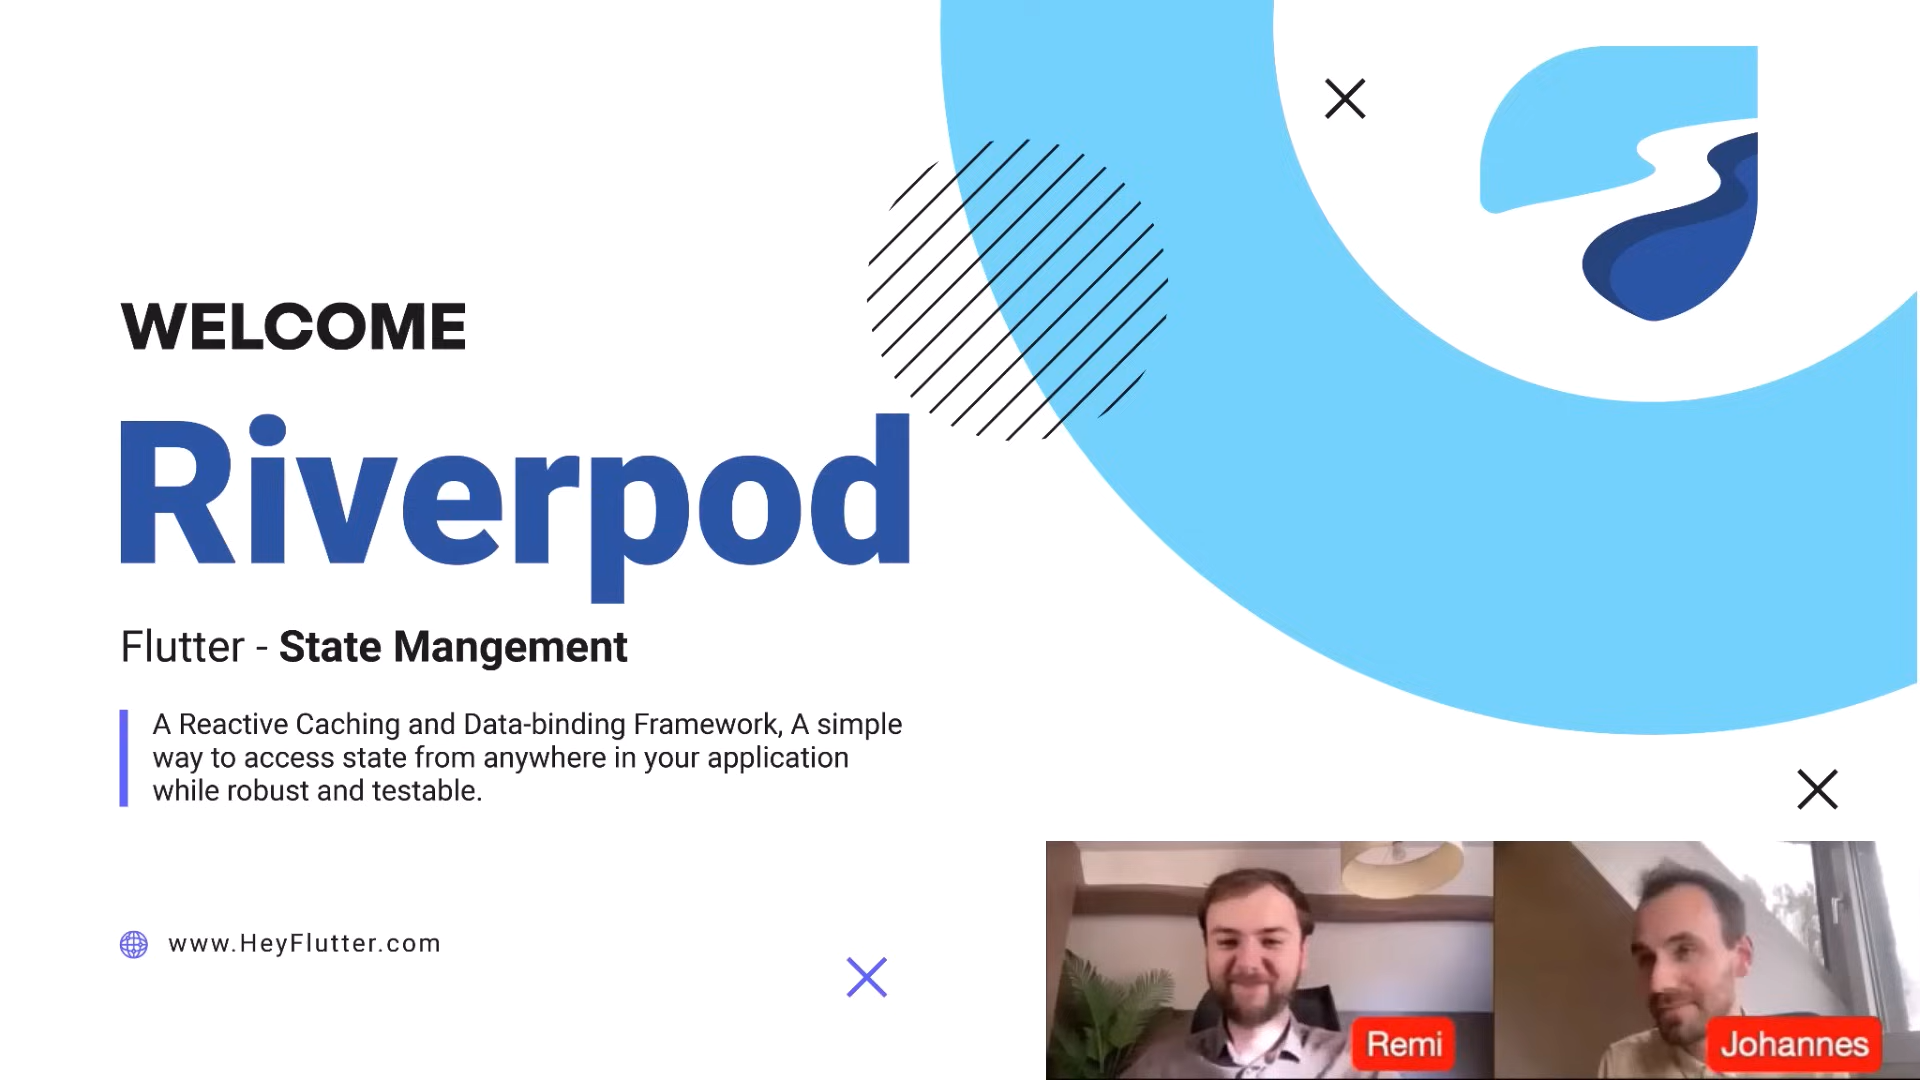 WELCOME
Riverpod
Flutter - State Mangement
A Reactive Caching and Data-binding Framework, A simple
way to access state from anywhere in your application
while robust and testable.
www.HeyFlutter.com
Remi
Johannes